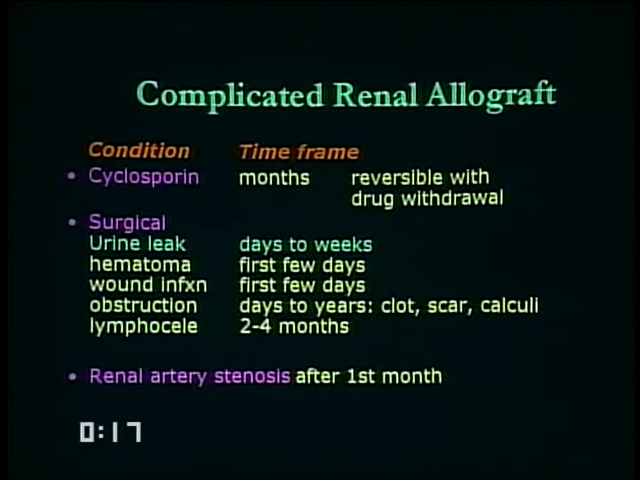 Complicated Renal Allograft
Condition Time frame
• Cyclosporin months reversible with
drug withdrawal
• Surgical
Urine leak days to weeks
hematoma first few days
wound infxn first few days
obstruction days to years: clot, scar, calculi
lymphocele 2-4 months
• Renal artery stenosis after 1st month
0:17